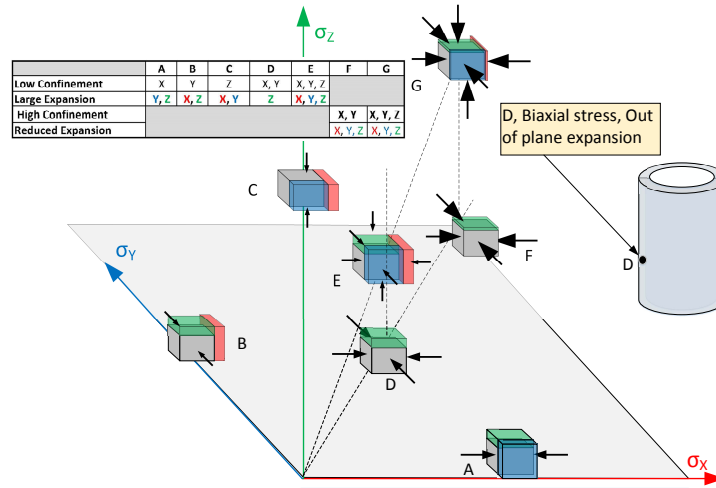 σZ
A B C D E F G
Low Confinement X Y Z X, Y X, Y, Z
Large Expansion Y, Z X, Z X, Y Z X, Y, Z
High Confinement X, Y X, Y, Z
Reduced Expansion X, Y, Z X, Y, Z
G
D, Biaxial stress, Out
of plane expansion
C
σY
F
E
D
B
D
A
σX